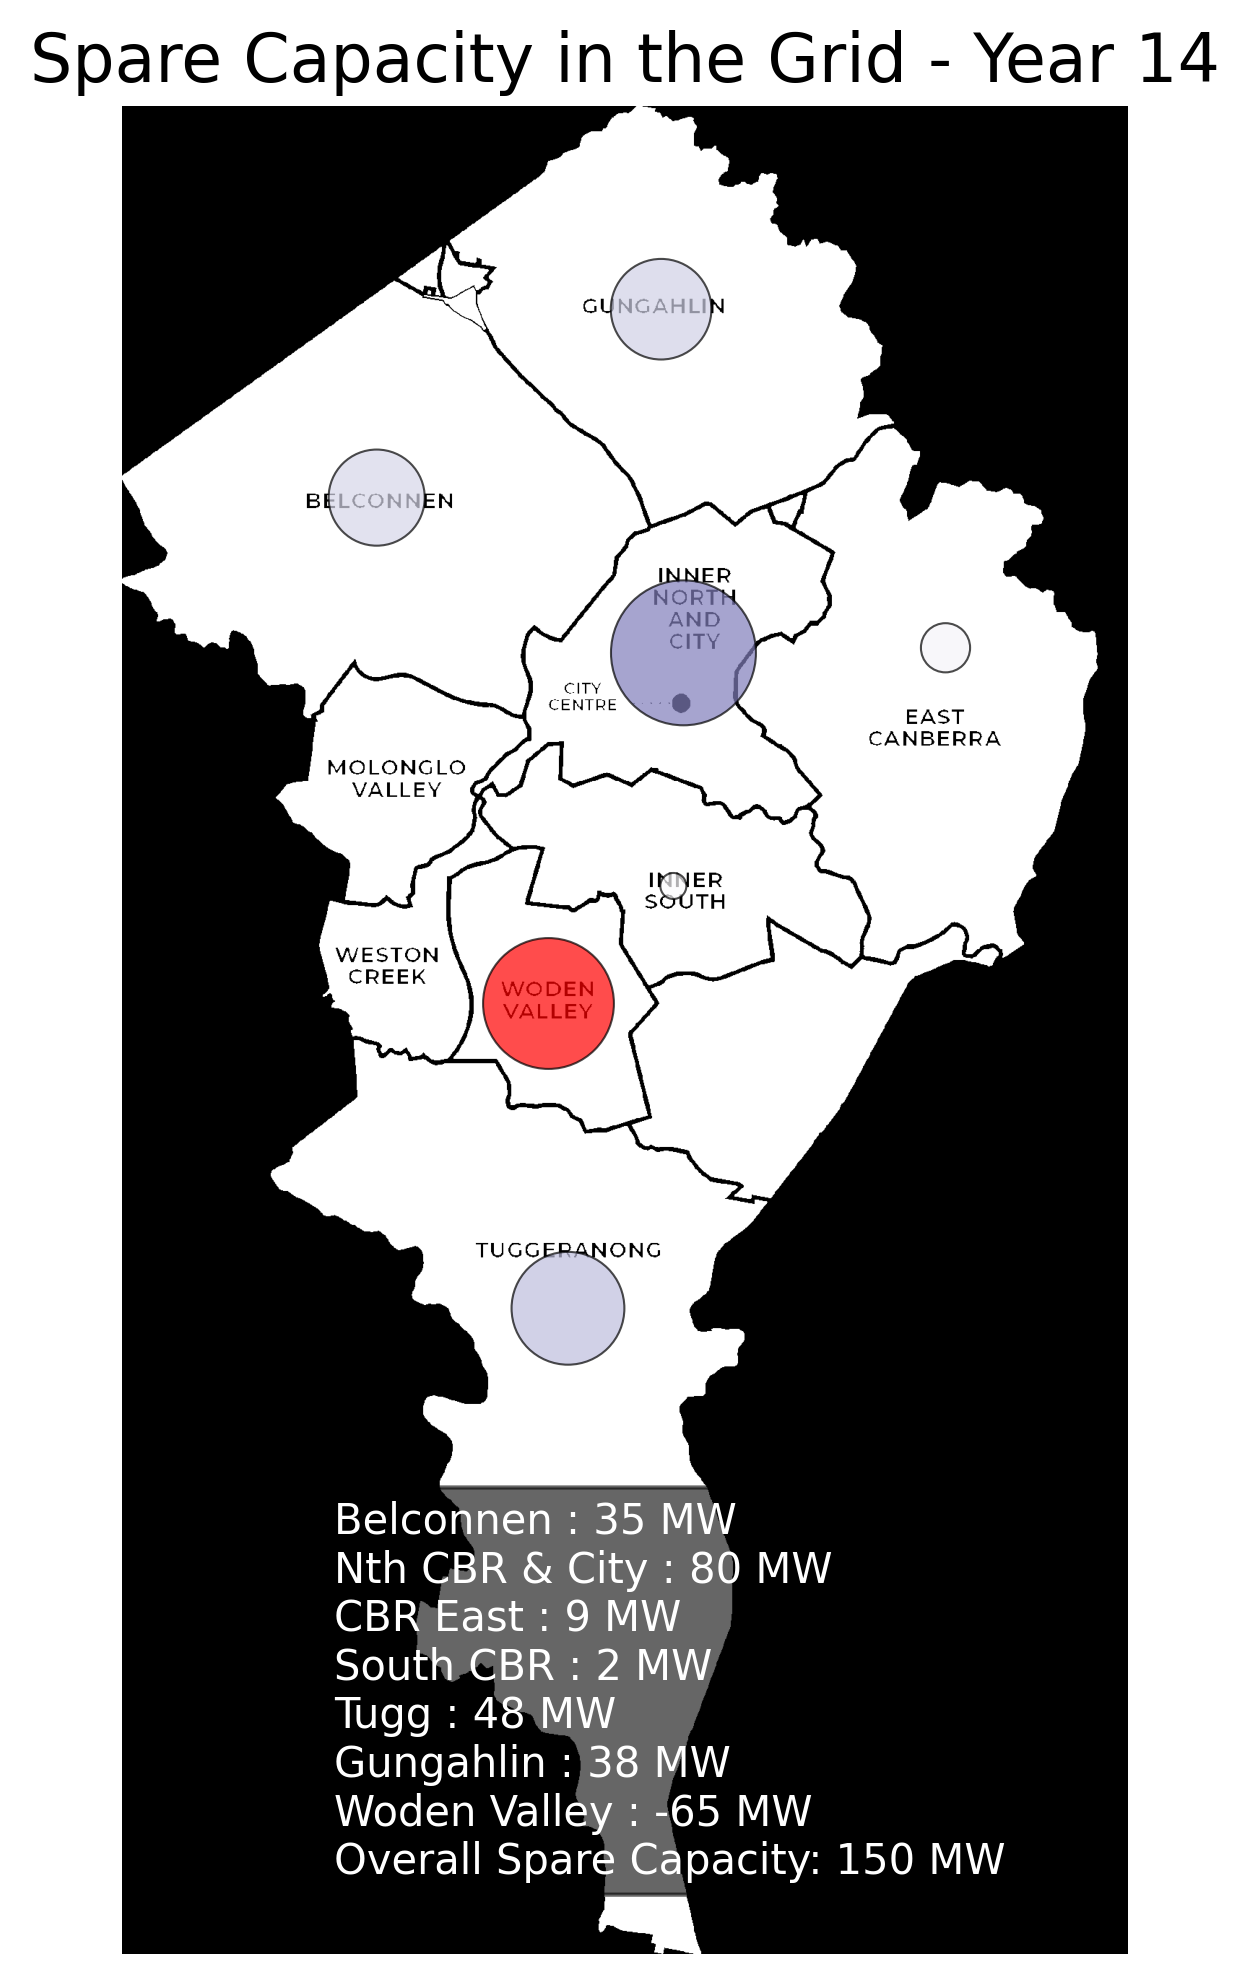 Spare Capacity in the Grid - Year 14
GUNGAHLIN
BELCONNEN
INNER
NORTH
AND
CITY
CITY
CENTRE
EAST
CANBERRA
MOLONGLO
VALLEY
INNER
SOUTH
WESTON
CREEK
WODEN
VALLEY
TUGGERANONG
Belconnen : 35 MW
Nth CBR & City : 80 MW
CBR East : 9 MW
South CBR : 2 MW
Tugg : 48 MW
Gungahlin : 38 MW
Woden Valley : -65 MW
Overall Spare Capacity: 150 MW